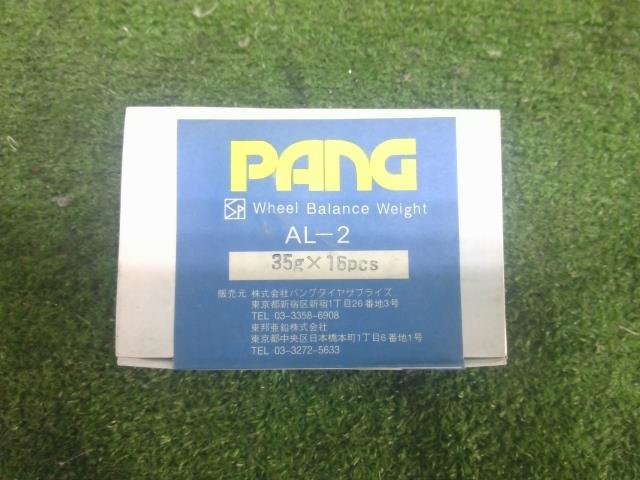 PANG
SP Wheel Balance Weight
AL-2
35g×16pcs
販売元 株式会社パングタイヤサプライズ
東京都新宿区新宿1丁目26番地3号
TEL 03-3358-6908
東邦亜鉛株式会社
東京都中央区日本橋本町1丁目6番地1号
TEL 03-3272-5633